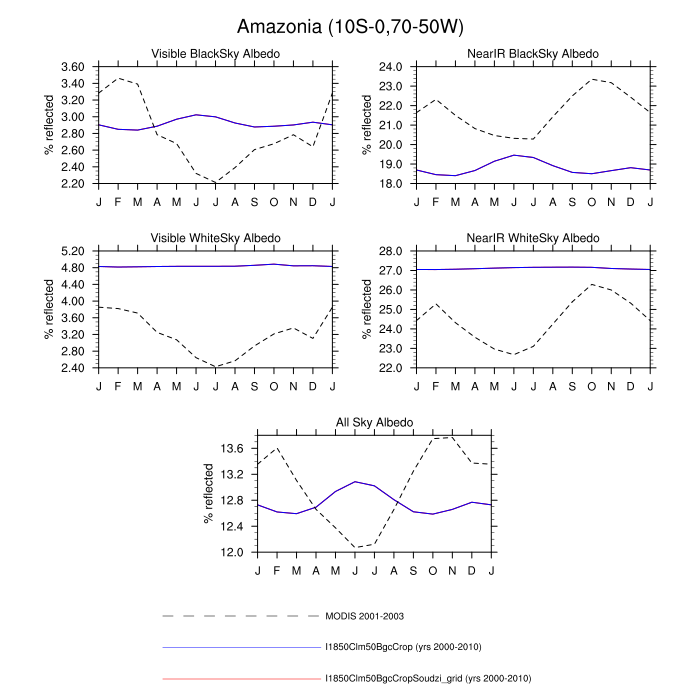 Amazonia (10S-0,70-50W)
Visible BlackSky Albedo
NearIR BlackSky Albedo
% reflected
3.60
3.40
3.20
3.00
2.80
2.60
2.40
2.20
J F M A M J J A S O N D J
% reflected
24.0
23.0
22.0
21.0
20.0
19.0
18.0
J F M A M J J A S O N D J
Visible WhiteSky Albedo
NearIR WhiteSky Albedo
% reflected
5.20
4.80
4.40
4.00
3.60
3.20
2.80
2.40
J F M A M J J A S O N D J
% reflected
28.0
27.0
26.0
25.0
24.0
23.0
22.0
J F M A M J J A S O N D J
All Sky Albedo
% reflected
13.6
13.2
12.8
12.4
12.0
J F M A M J J A S O N D J
MODIS 2001-2003
I1850Clm50BgcCrop (yrs 2000-2010)
I1850Clm50BgcCropSoudzi_grid (yrs 2000-2010)